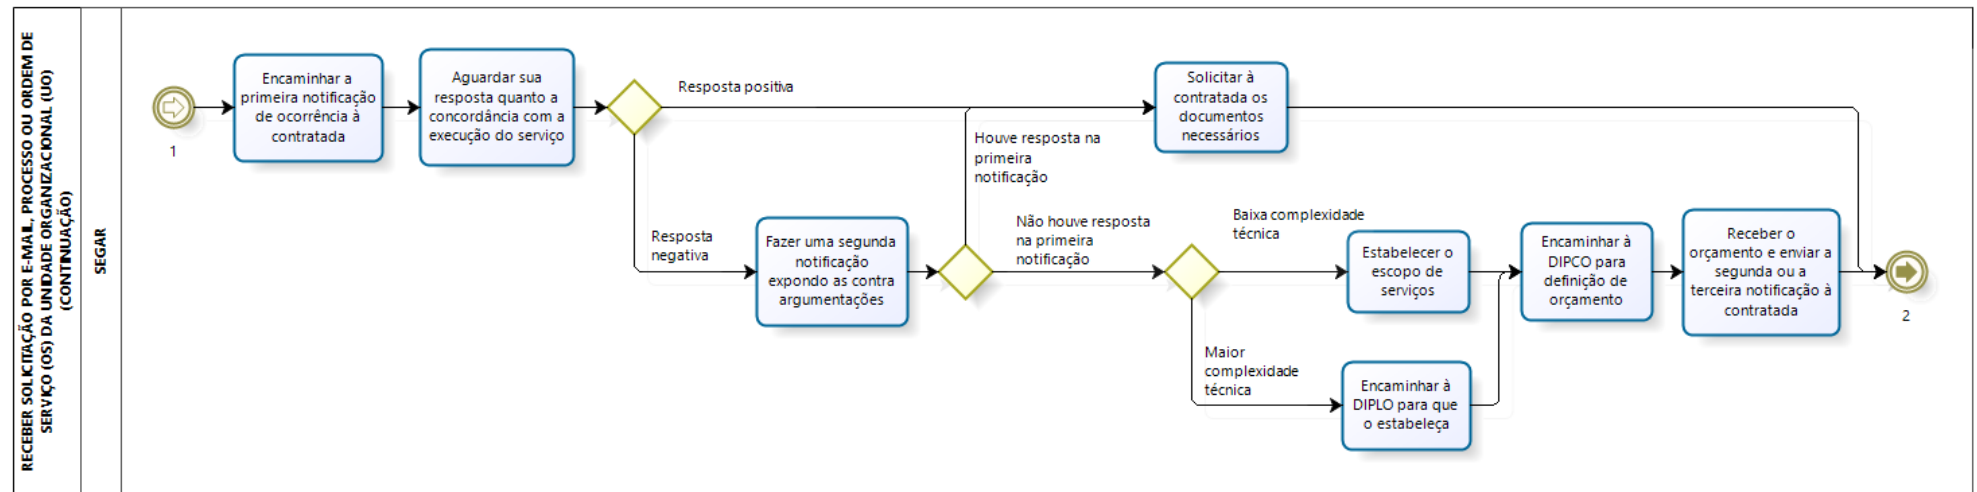 RECEBER SOLICITAÇÃO POR E-MAIL, PROCESSO OU ORDEM DE
SERVIÇO (OS) DA UNIDADE ORGANIZACIONAL (UO)
(CONTINUAÇÃO)
SEGAR
1
Encaminhar a
primeira notificação
de ocorrência à
contratada
Aguardar sua
resposta quanto a
concordância com a
execução do serviço
Resposta positiva
Resposta
negativa
Fazer uma segunda
notificação
expondo as contra
argumentações
Houve resposta na
primeira
notificação
Não houve resposta
na primeira
notificação
Solicitar à
contratada os
documentos
necessários
Baixa complexidade
técnica
Maior
complexidade
técnica
Estabelecer o
escopo de
serviços
Encaminhar à
DIPLO para que
o estabeleça
Encaminhar à
DIPCO para
definição de
orçamento
Receber o
orçamento e enviar a
segunda ou a
terceira notificação à
contratada
2